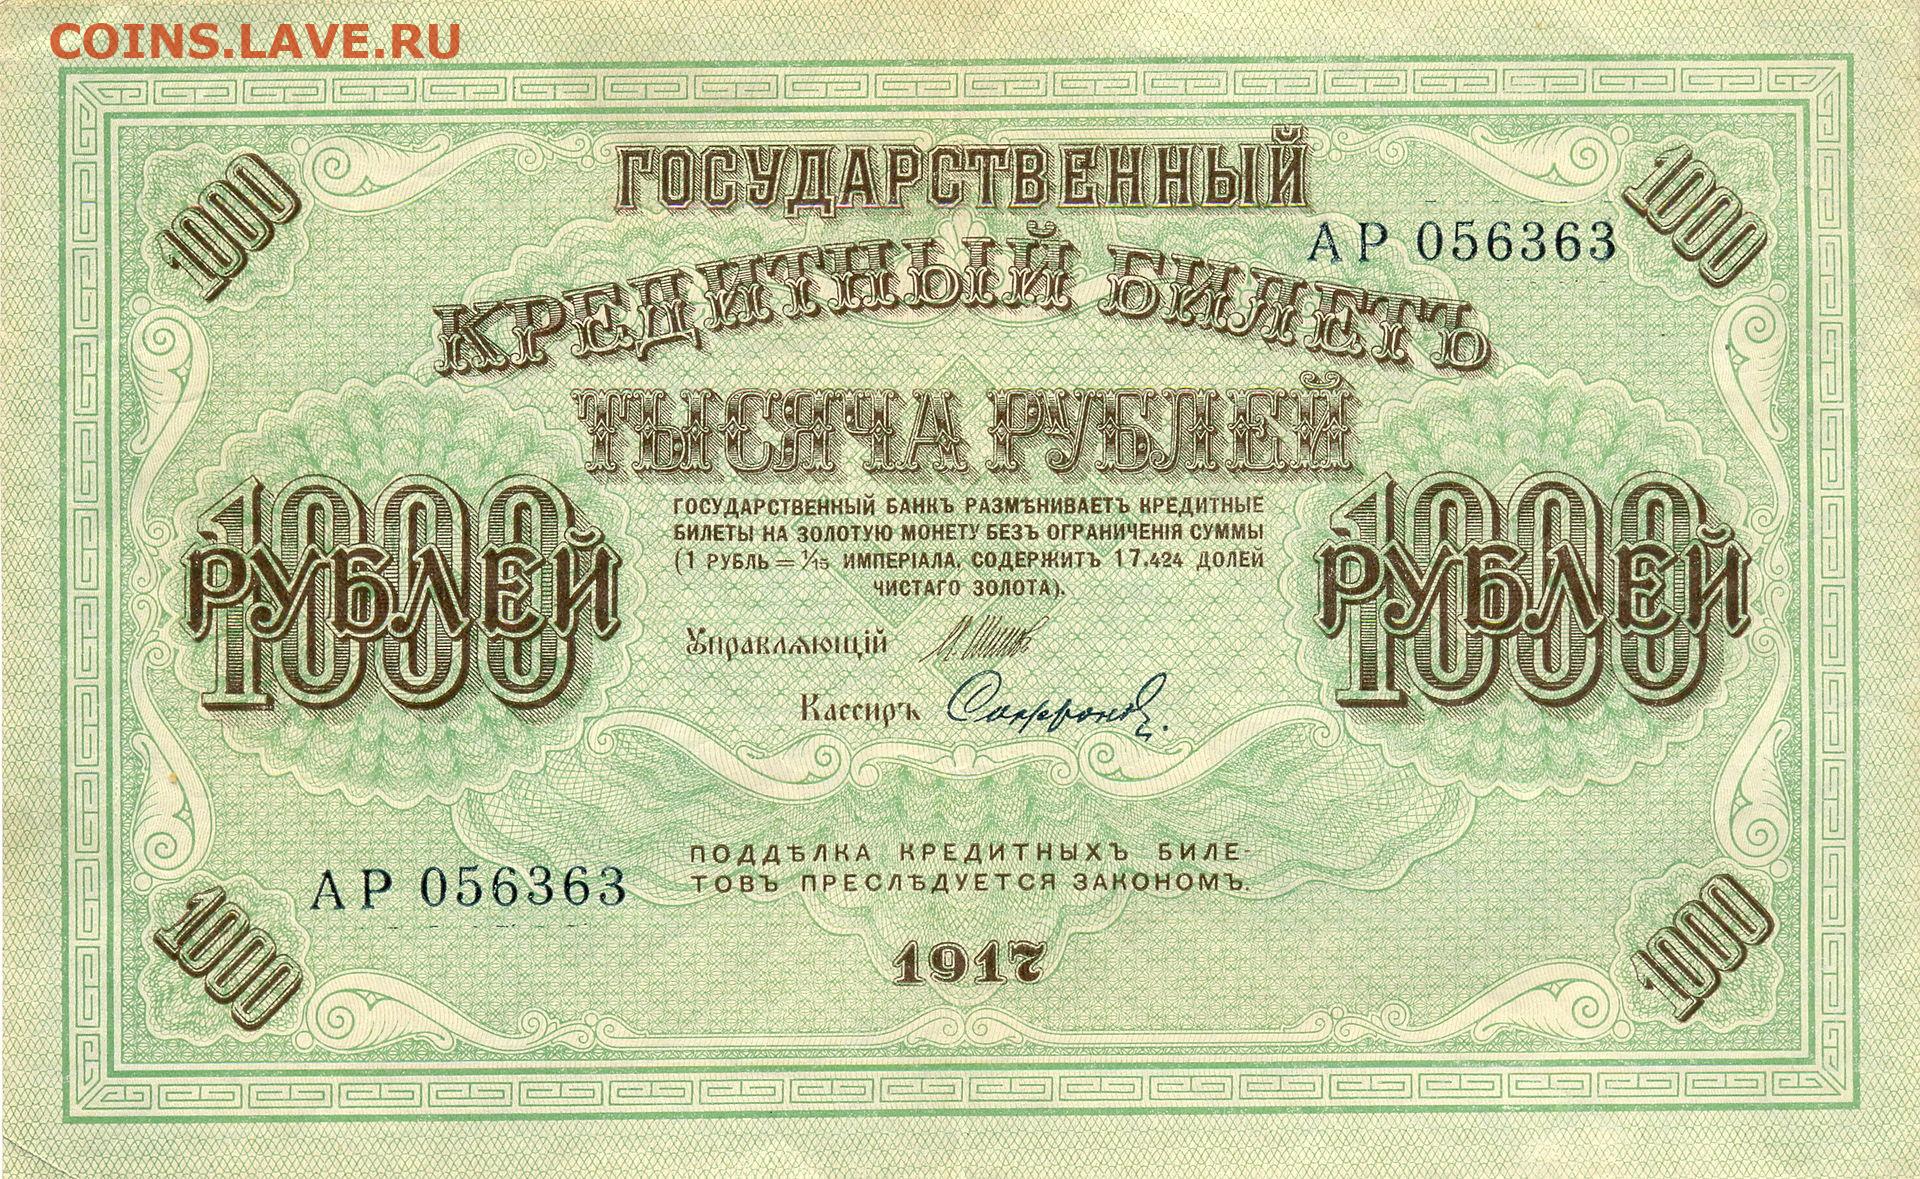 COINS.LAVE.RU
1000
ГОСУДАРСТВЕННЫЙ
1000
АР 056363
КРЕДИТНЫЙ БИЛЕТЪ
ТЫСЯЧА РУБЛЕЙ
1000
РУБЛЕЙ
ГОСУДАРСТВЕННЫЙ БАНКЪ РАЗМѢНИВАЕТЪ КРЕДИТНЫЕ
БИЛЕТЫ НА ЗОЛОТУЮ МОНЕТУ БЕЗЪ ОГРАНИЧЕНІЯ СУММЫ
(1 РУБЛЬ = 1/15 ИМПЕРІАЛА, СОДЕРЖИТЪ 17.424 ДОЛЕЙ
ЧИСТАГО ЗОЛОТА).
1000
РУБЛЕЙ
Управляющій
Кассиръ Сафронов
ПОДДѢЛКА КРЕДИТНЫХЪ БИЛЕ-
ТОВЪ ПРЕСЛѢДУЕТСЯ ЗАКОНОМЪ.
АР 056363
1000
1917
1000